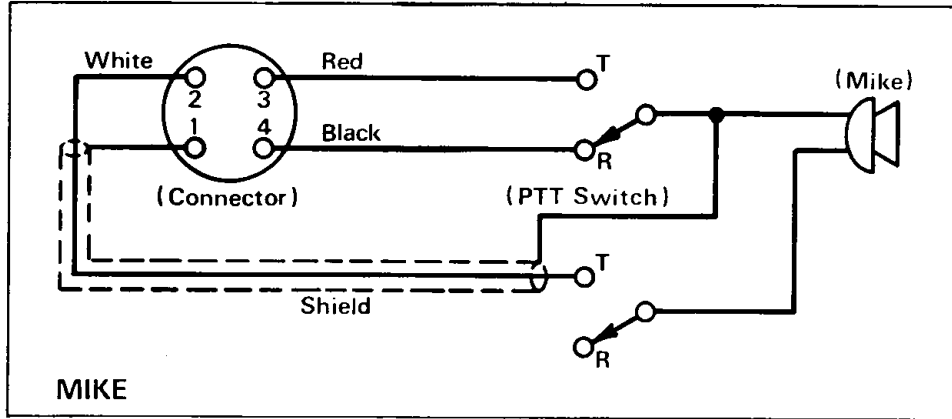 White
Red
T
2
3
(Mike)
1
4
Black
R
(Connector)
(PTT Switch)
T
Shield
R
MIKE